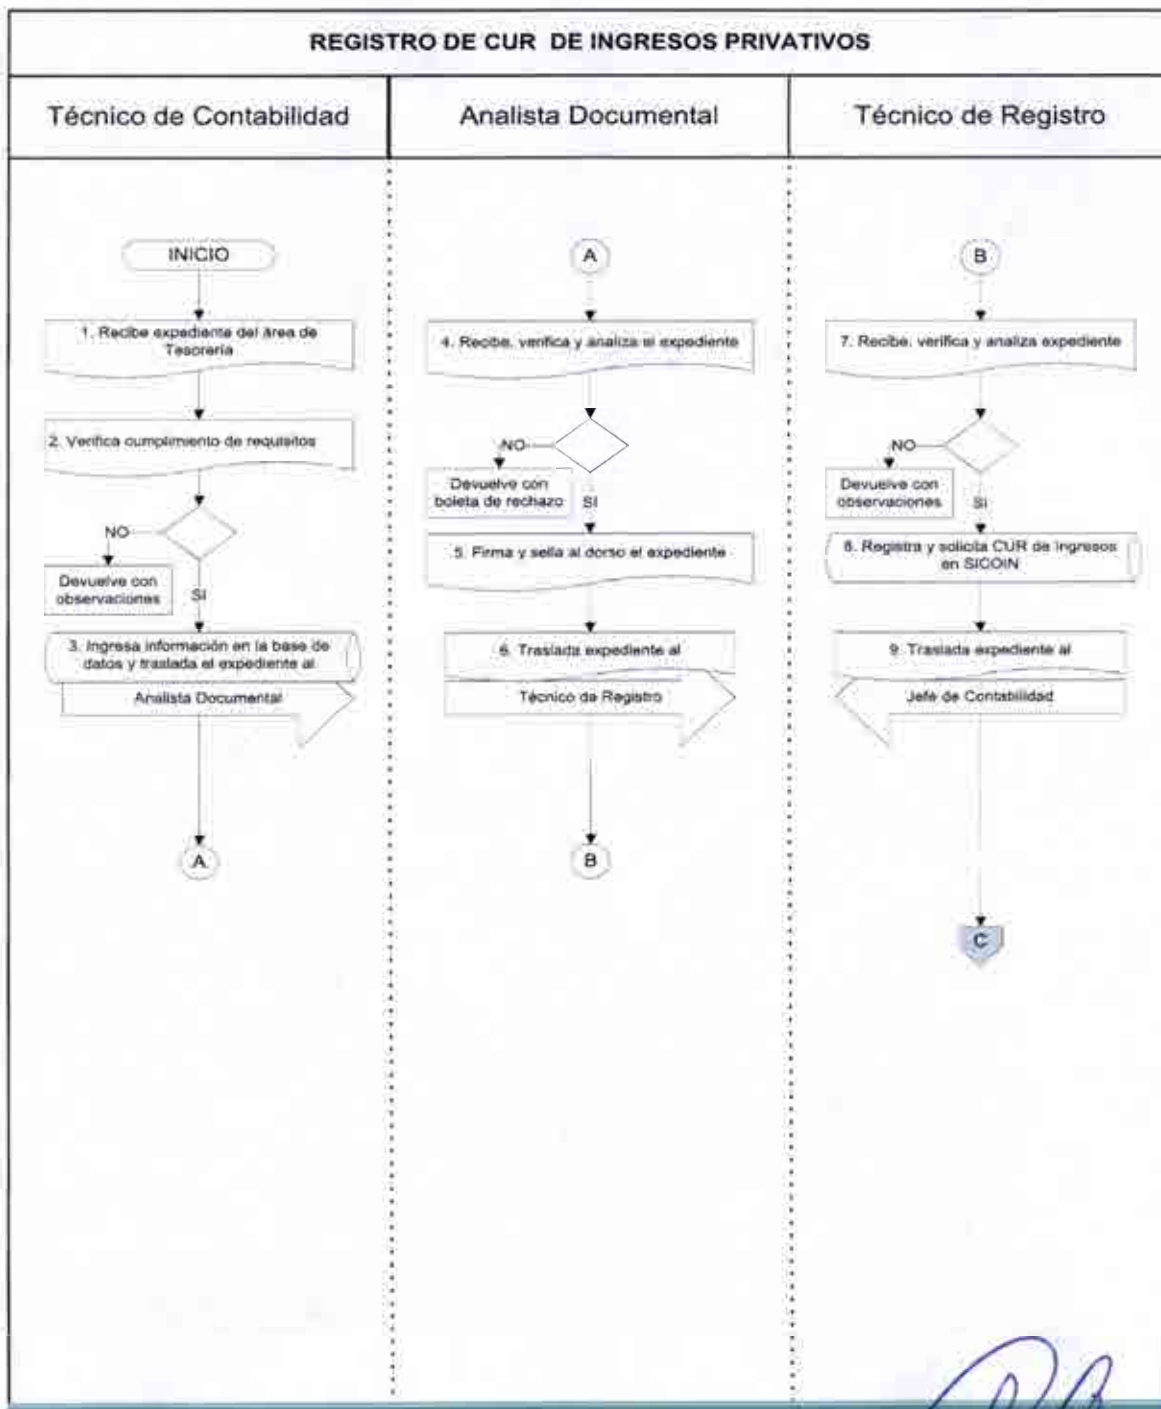 REGISTRO DE CUR DE INGRESOS PRIVATIVOS
Técnico de Contabilidad
Analista Documental
Técnico de Registro
INICIO
1. Recibe expediente del área de
Tesorería
2. Verifica cumplimiento de requisitos
NO
Devuelve con
observaciones
SI
3. Ingresa información en la base de
datos y traslada el expediente al
Analista Documental
A
A
4. Recibe, verifica y analiza el expediente
NO
Devuelve con
boleta de rechazo
SI
5. Firma y sella al dorso el expediente
6. Traslada expediente al
Técnico de Registro
B
B
7. Recibe, verifica y analiza expediente
NO
Devuelve con
observaciones
SI
8. Registra y solicita CUR de Ingresos
en SICOIN
9. Traslada expediente al
Jefe de Contabilidad
C